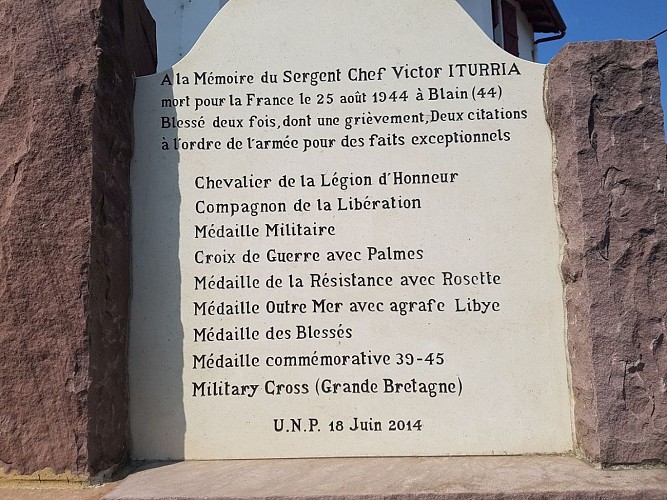 A la Mémoire du Sergent Chef Victor ITURRIA
mort pour la France le 25 août 1944 à Blain (44)
Blessé deux fois, dont une grièvement, Deux citations
à l'ordre de l'armée pour des faits exceptionnels
Chevalier de la Légion d'Honneur
Compagnon de la Libération
Médaille Militaire
Croix de Guerre avec Palmes
Médaille de la Résistance avec Rosette
Médaille Outre Mer avec agrafe Libye
Médaille des Blessés
Médaille commémorative 39-45
Military Cross (Grande Bretagne)
U.N.P. 18 Juin 2014